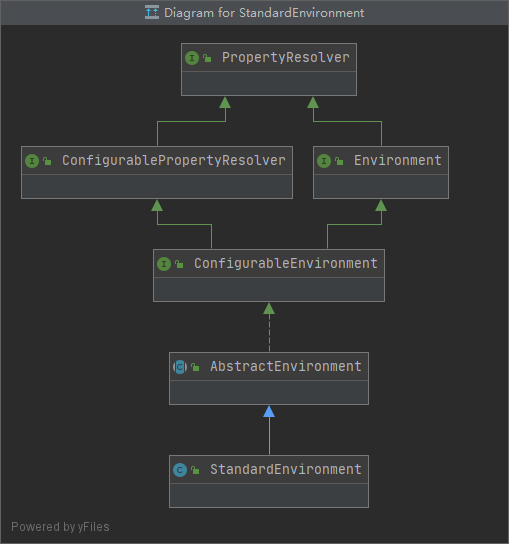 Diagram for StandardEnvironment
I PropertyResolver
I ConfigurablePropertyResolver
I Environment
I ConfigurableEnvironment
C AbstractEnvironment
C StandardEnvironment
Powered by yFiles